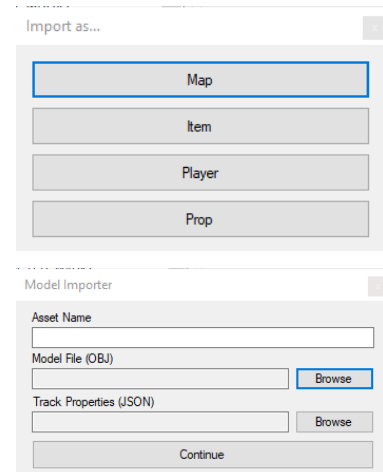 Import as...
Map
Item
Player
Prop
Model Importer
Asset Name
Model File (OBJ)
Browse
Track Properties (JSON)
Browse
Continue